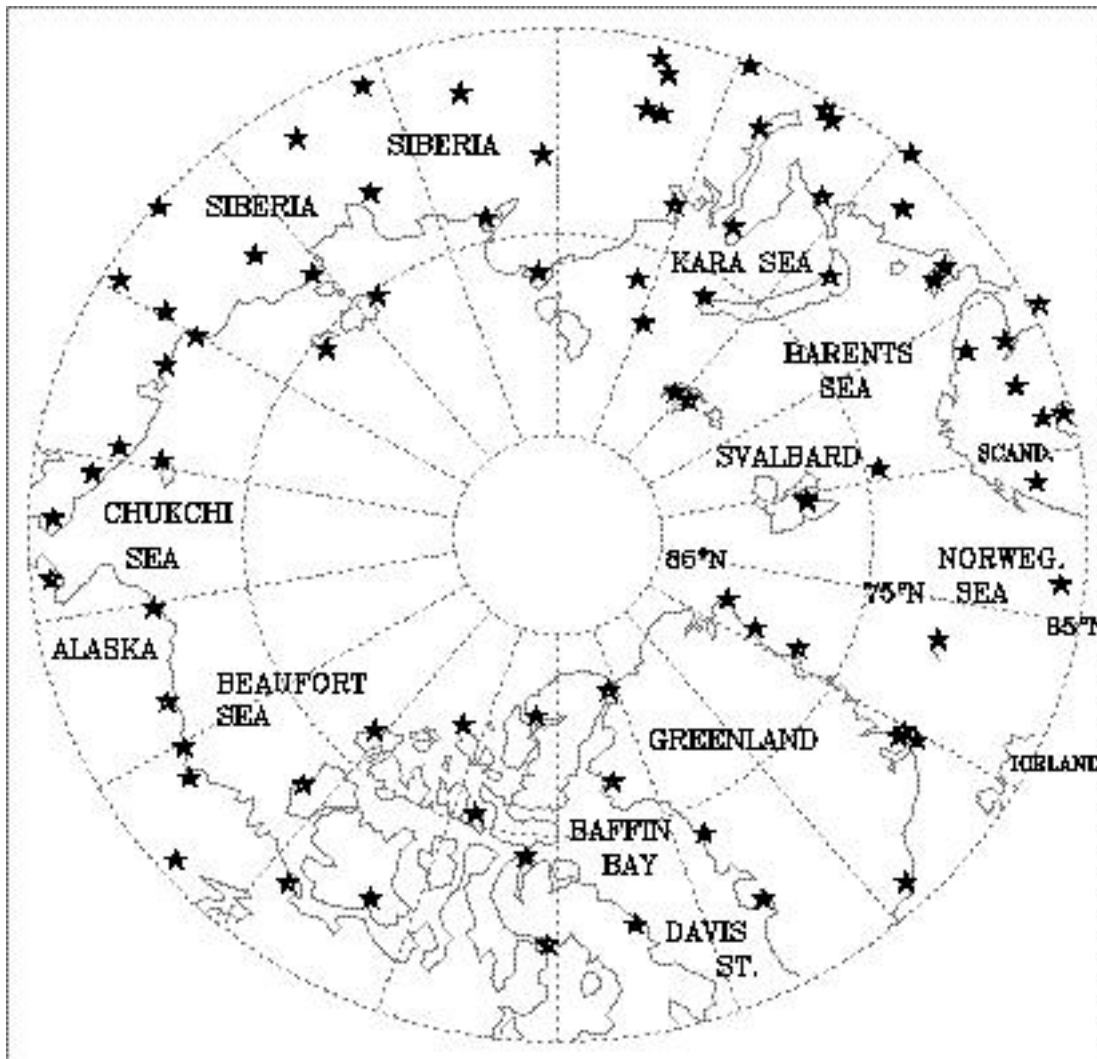 SIBERIA
SIBERIA
KARA SEA
BARENTS
SEA
SVALBARD
SCAND.
CHUKCHI
SEA
85°N
75°N
NORWEG.
SEA
65°N
ALASKA
BEAUFORT
SEA
GREENLAND
ICELAND
BAFFIN
BAY
DAVIS
ST.